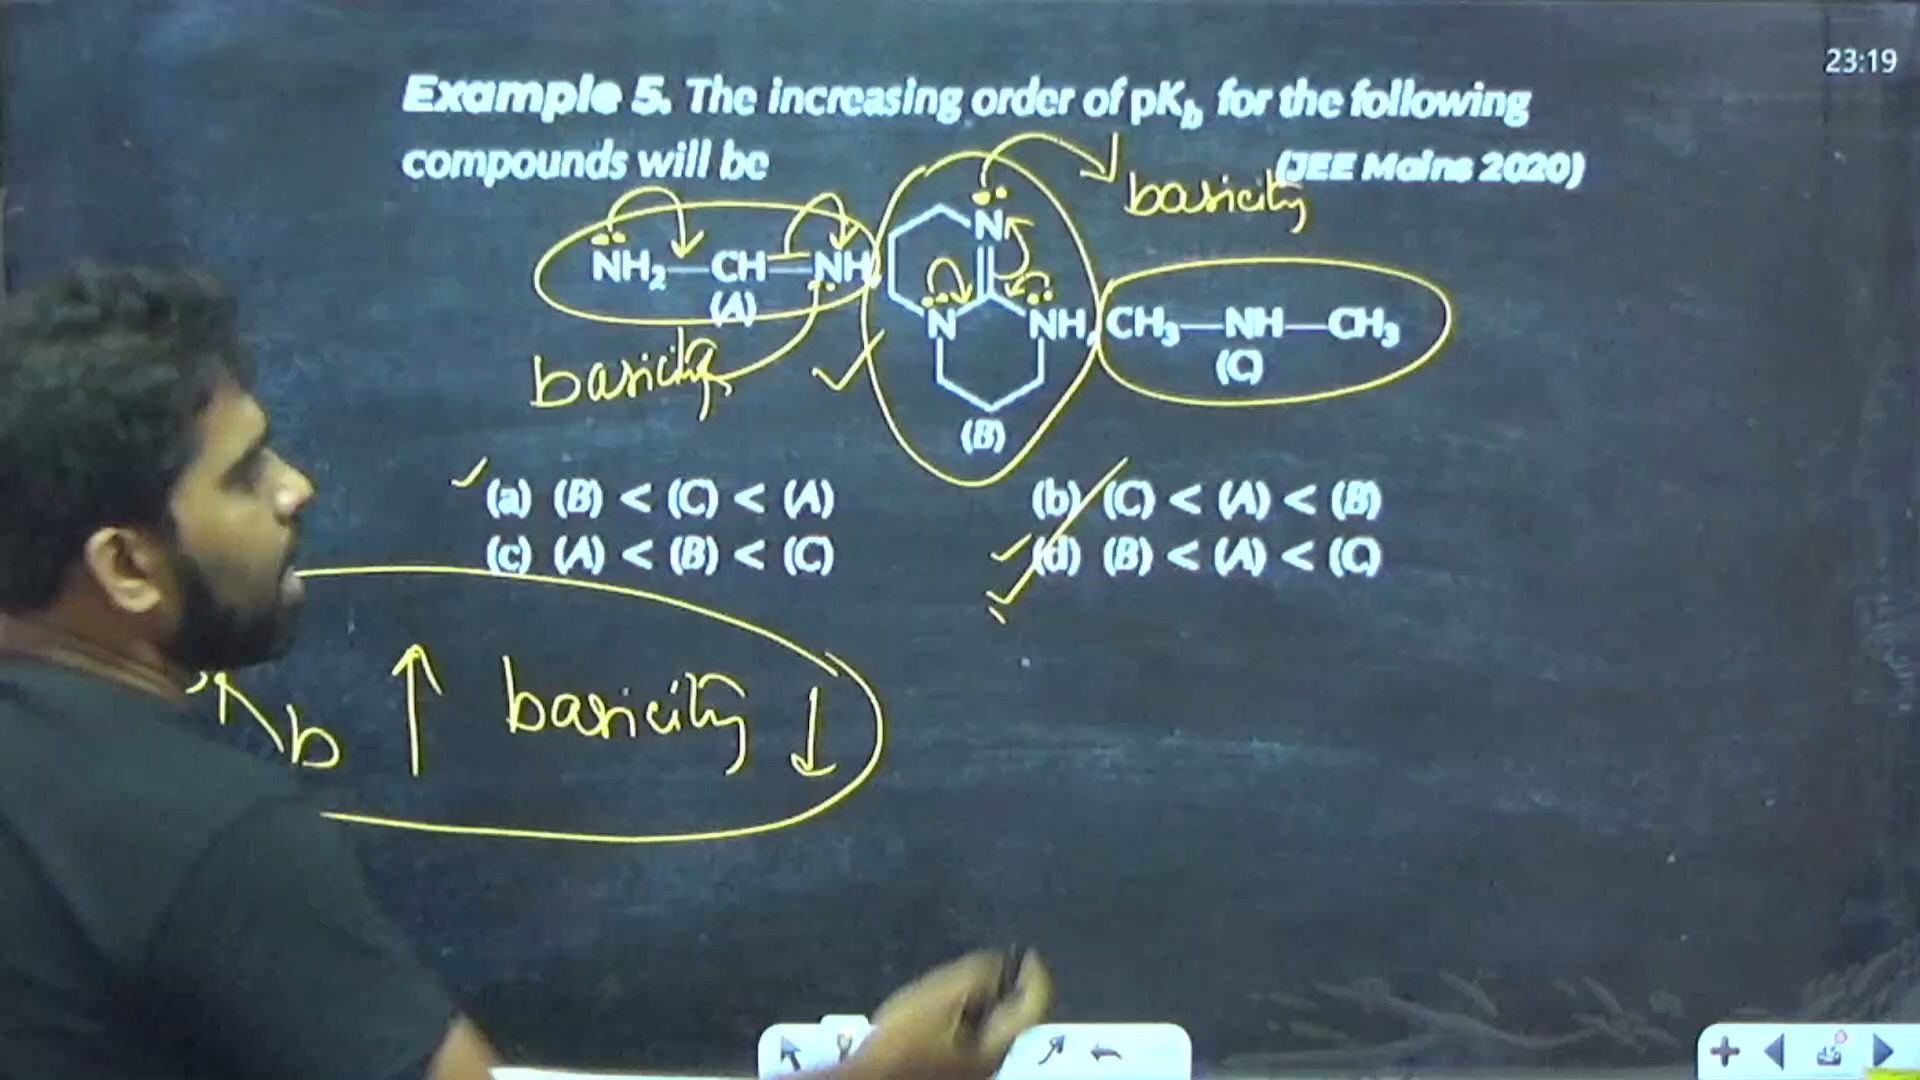 23:19
Example 5. The increasing order of pKb for the following
compounds will be (JEE Mains 2020)
basicity
NH2—CH—NH
(A)
N
N NH,
(B)
CH3—NH—CH3
(C)
basicity
(a) (B) < (C) < (A) (b) (C) < (A) < (B)
(c) (A) < (B) < (C) (d) (B) < (A) < (C)
b ↑ basicity ↓